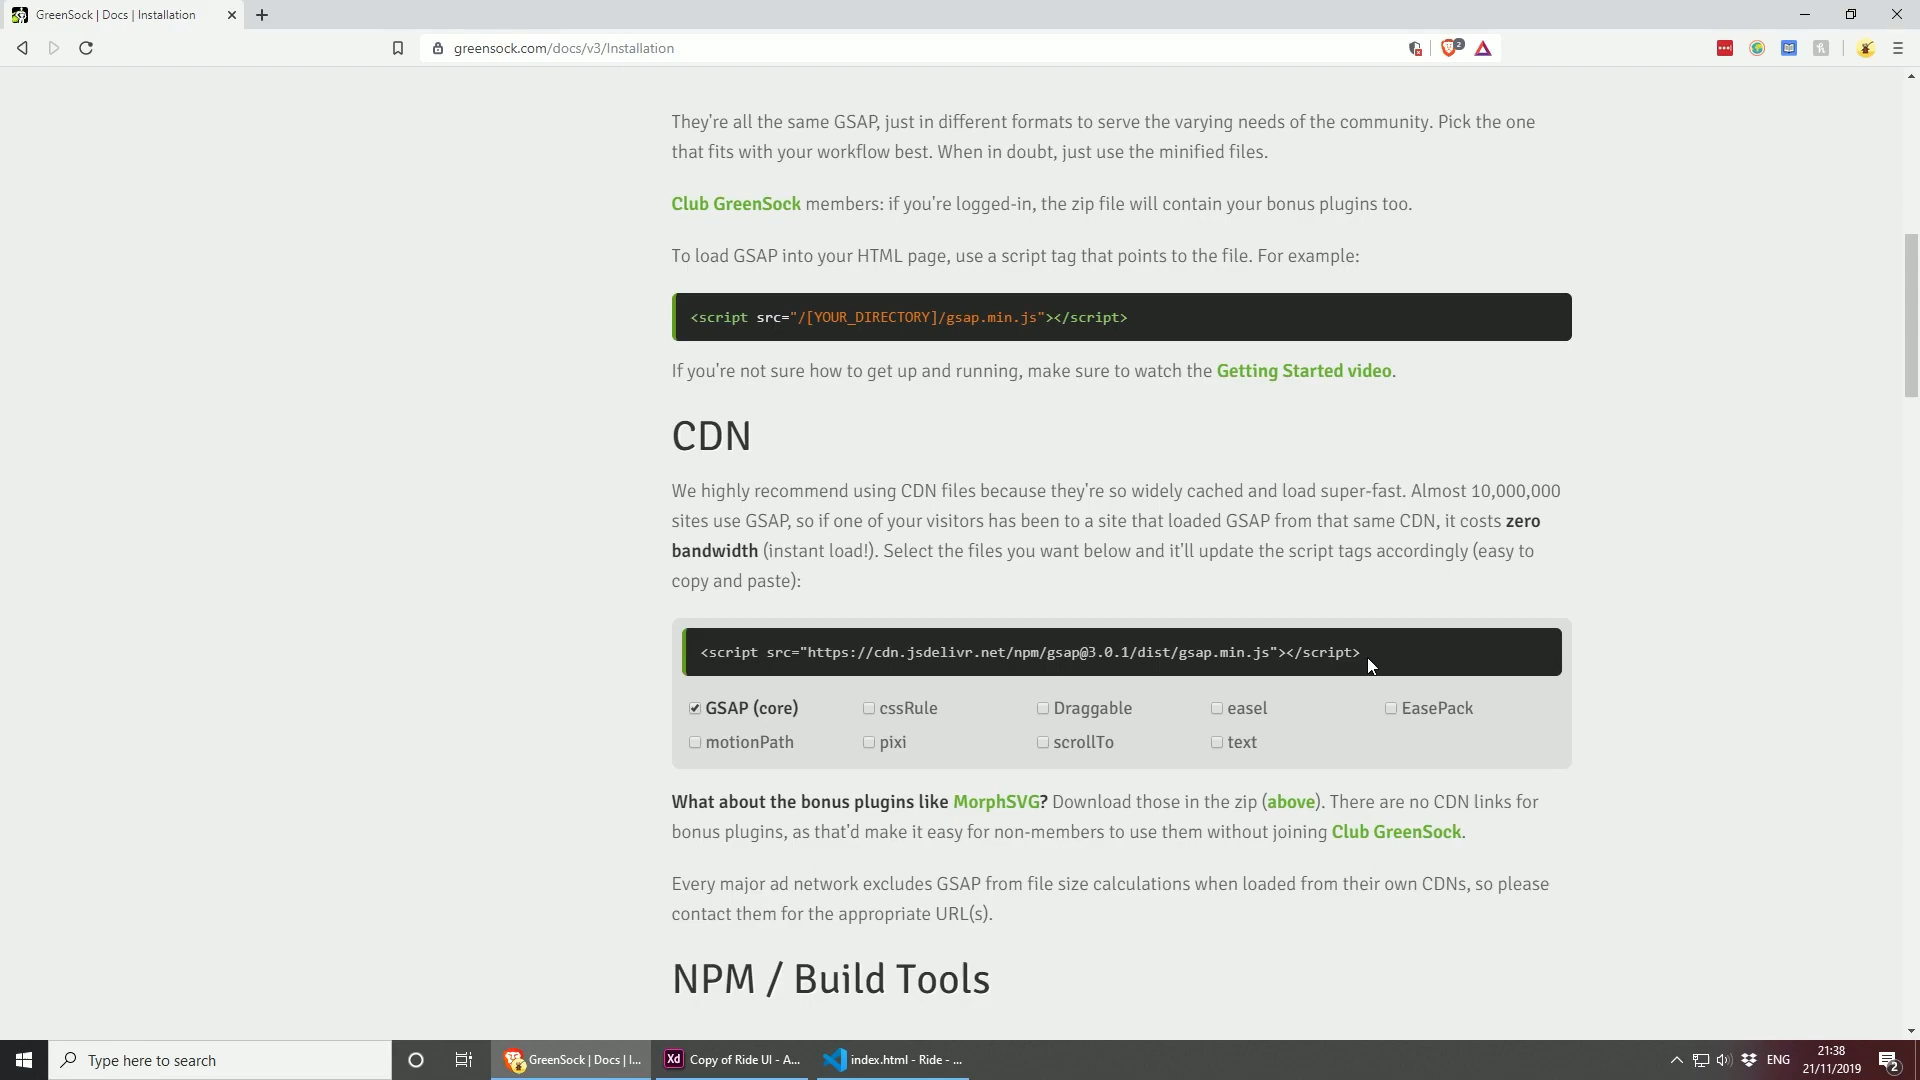 GreenSock | Docs | Installation
greensock.com/docs/v3/Installation
2
They're all the same GSAP, just in different formats to serve the varying needs of the community. Pick the one
that fits with your workflow best. When in doubt, just use the minified files.
Club GreenSock members: if you're logged-in, the zip file will contain your bonus plugins too.
To load GSAP into your HTML page, use a script tag that points to the file. For example:
<script src="/[YOUR_DIRECTORY]/gsap.min.js"></script>
If you're not sure how to get up and running, make sure to watch the Getting Started video.
CDN
We highly recommend using CDN files because they're so widely cached and load super-fast. Almost 10,000,000
sites use GSAP, so if one of your visitors has been to a site that loaded GSAP from that same CDN, it costs zero
bandwidth (instant load!). Select the files you want below and it'll update the script tags accordingly (easy to
copy and paste):
<script src="https://cdn.jsdelivr.net/npm/gsap@3.0.1/dist/gsap.min.js"></script>
GSAP (core) cssRule Draggable easel EasePack
motionPath pixi scrollTo text
What about the bonus plugins like MorphSVG? Download those in the zip (above). There are no CDN links for
bonus plugins, as that'd make it easy for non-members to use them without joining Club GreenSock.
Every major ad network excludes GSAP from file size calculations when loaded from their own CDNs, so please
contact them for the appropriate URL(s).
NPM / Build Tools
Type here to search
GreenSock | Docs | I...
Xd Copy of Ride UI - A...
index.html - Ride - ...
ENG
21:38
21/11/2019
2